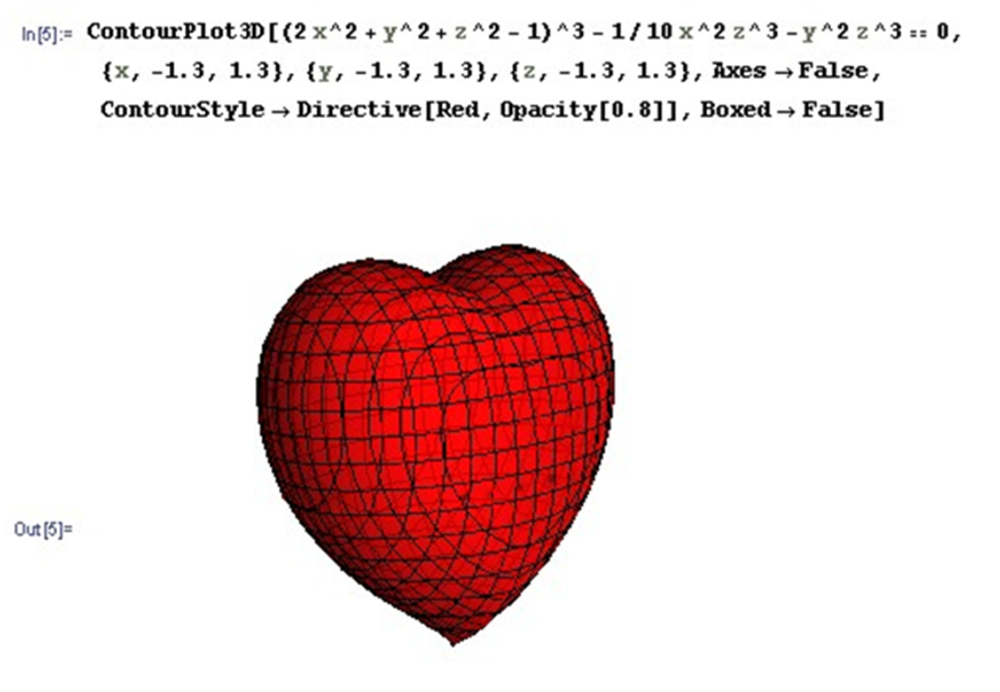 In[5]:= ContourPlot3D[(2 x^2 + y^2 + z^2 - 1)^3 - 1/10 x^2 z^3 - y^2 z^3 == 0,
{x, -1.3, 1.3}, {y, -1.3, 1.3}, {z, -1.3, 1.3}, Axes → False,
ContourStyle → Directive[Red, Opacity[0.8]], Boxed → False]
Out[5]=